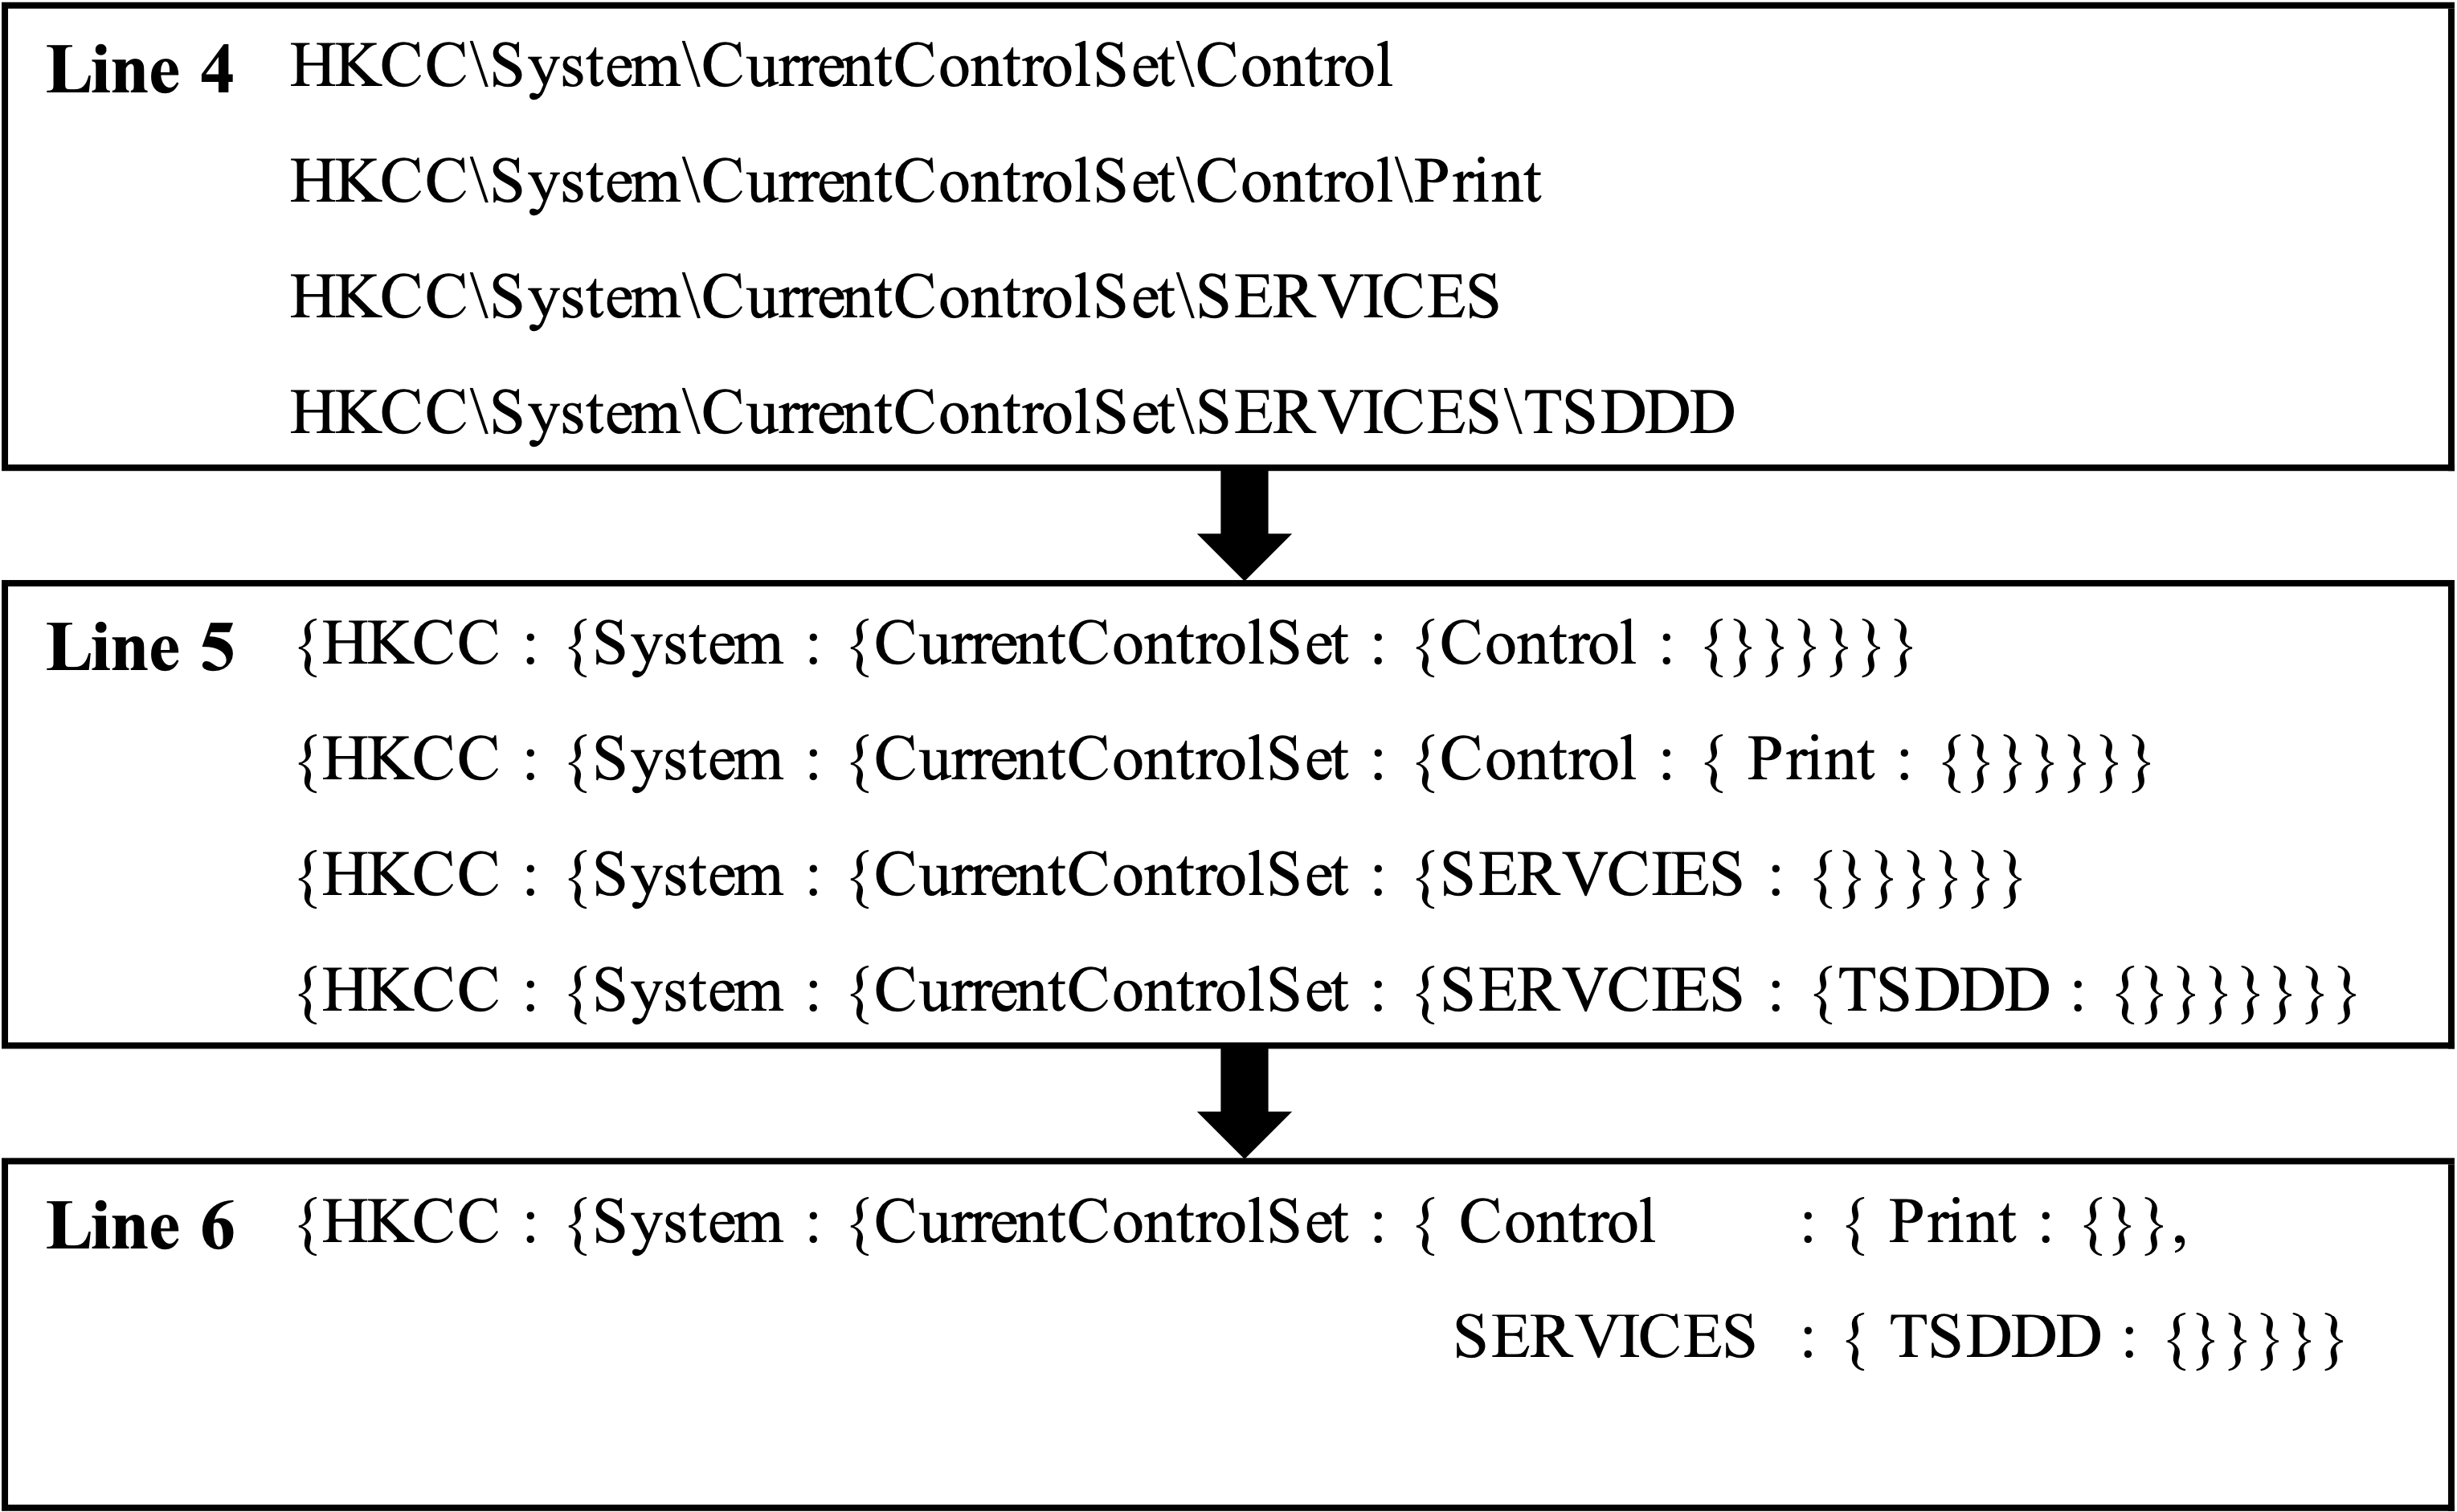 Line 4 HKCC\System\CurrentControlSet\Control
HKCC\System\CurrentControlSet\Control\Print
HKCC\System\CurrentControlSet\SERVICES
HKCC\System\CurrentControlSet\SERVICES\TSDDD
Line 5 {HKCC : {System : {CurrentControlSet : {Control : {}}}}}}
{HKCC : {System : {CurrentControlSet : {Control : { Print : {}}}}}}
{HKCC : {System : {CurrentControlSet : {SERVCIES : {}}}}}}
{HKCC : {System : {CurrentControlSet : {SERVCIES : {TSDDD : {}}}}}}}
Line 6 {HKCC : {System : {CurrentControlSet : { Control : { Print : {}},
SERVICES : { TSDDD : {}}}}}